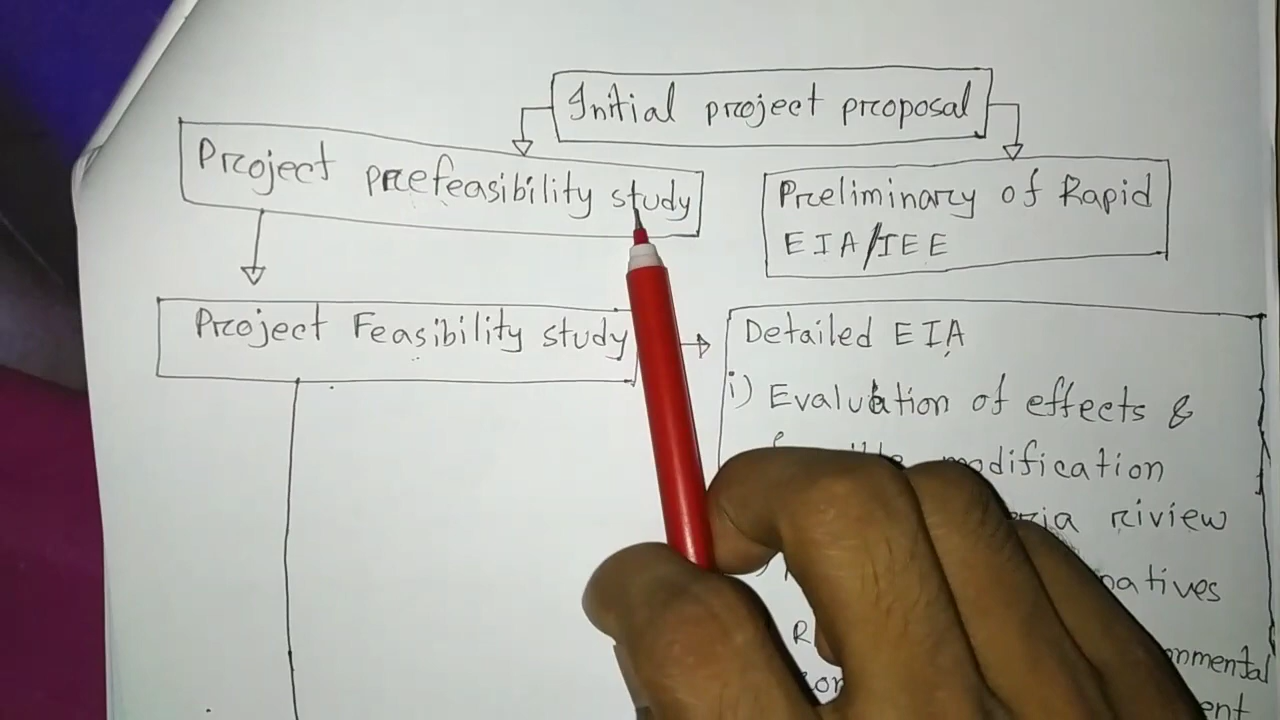 Initial project proposal
Project prefeasibility study
Preliminary of Rapid
EIA/IEE
Project Feasibility study
Detailed EIA
i) Evaluation of effects &
modification
riview